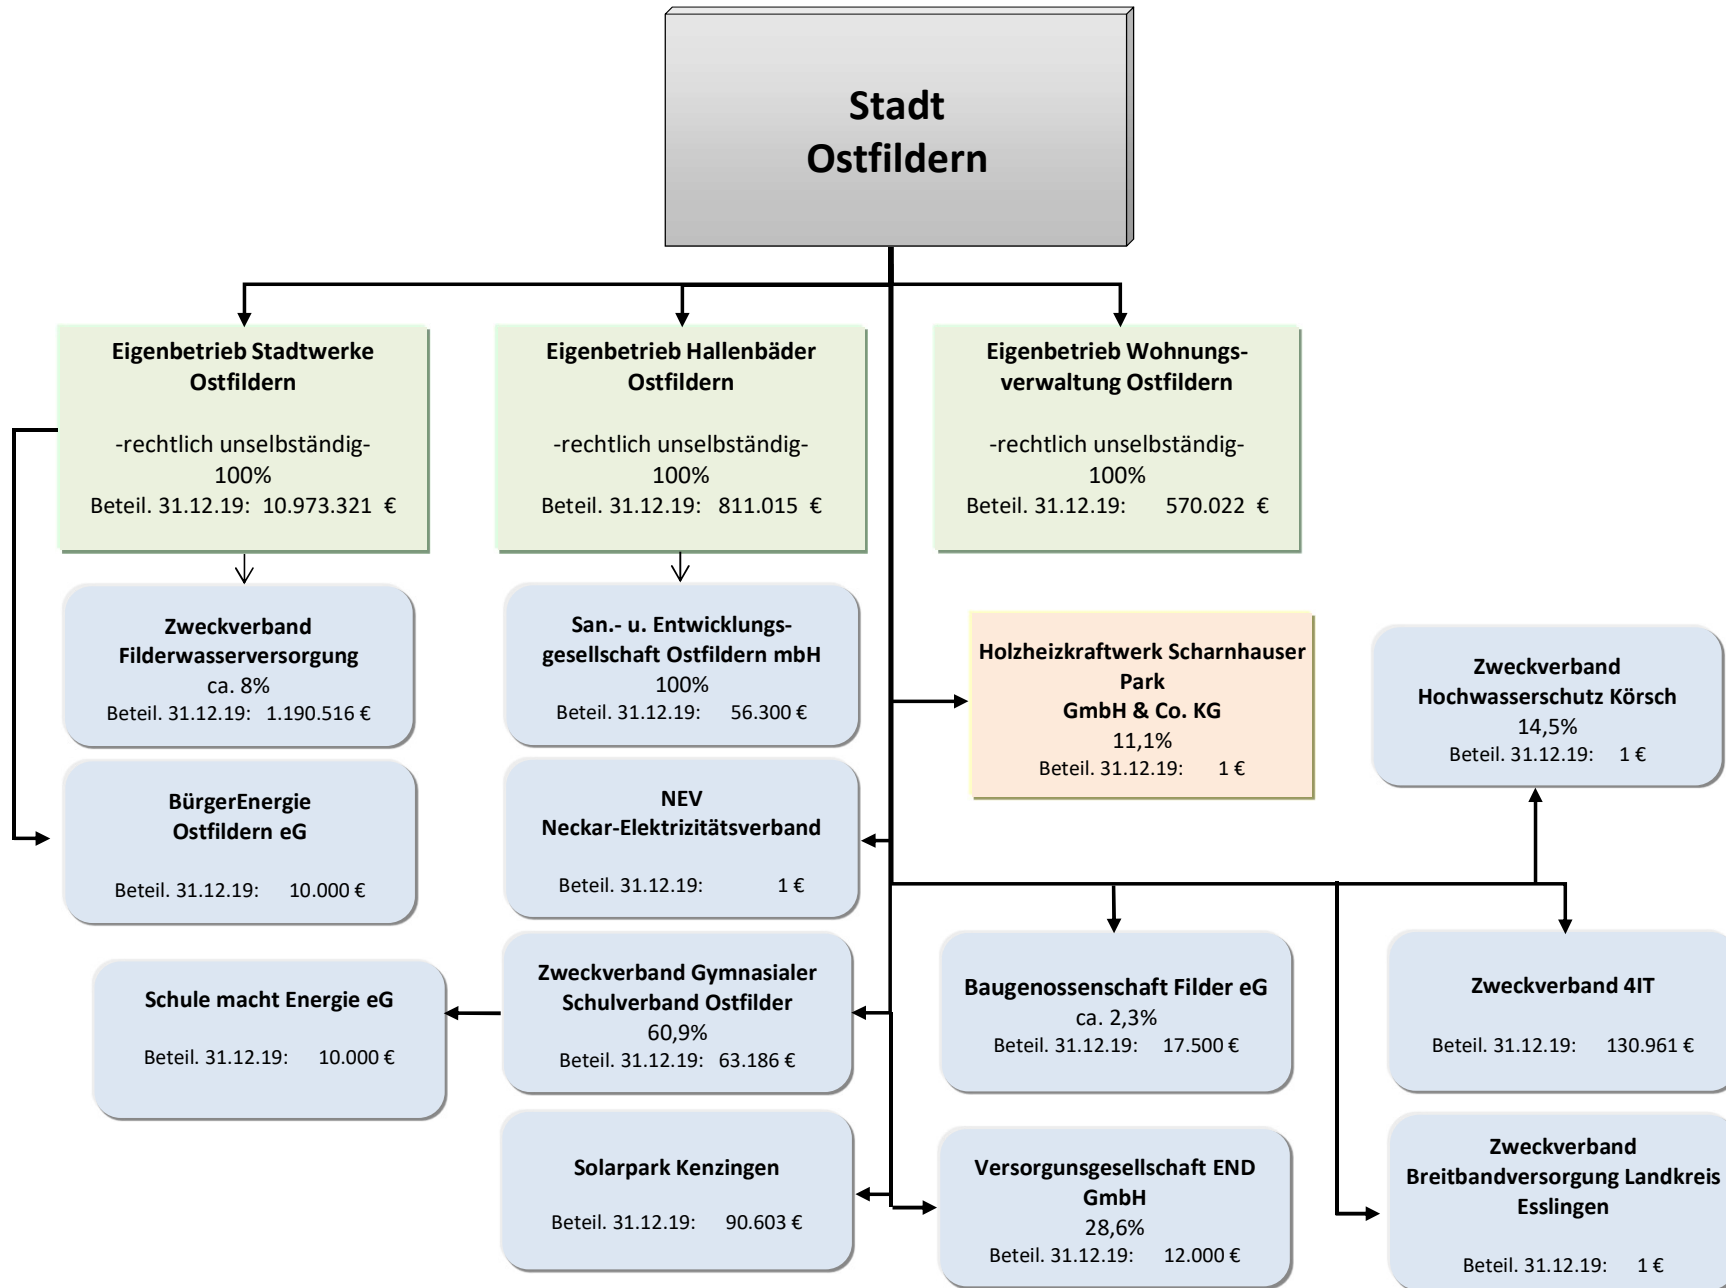 Stadt
Ostfildern
Eigenbetrieb Stadtwerke
Ostfildern
-rechtlich unselbständig-
100%
Beteil. 31.12.19: 10.973.321 €
Eigenbetrieb Hallenbäder
Ostfildern
-rechtlich unselbständig-
100%
Beteil. 31.12.19: 811.015 €
Eigenbetrieb Wohnungs-
verwaltung Ostfildern
-rechtlich unselbständig-
100%
Beteil. 31.12.19: 570.022 €
Zweckverband
Filderwasserversorgung
ca. 8%
Beteil. 31.12.19: 1.190.516 €
San.- u. Entwicklungs-
gesellschaft Ostfildern mbH
100%
Beteil. 31.12.19: 56.300 €
Holzheizkraftwerk Scharnhauser
Park
GmbH & Co. KG
11,1%
Beteil. 31.12.19: 1 €
Zweckverband
Hochwasserschutz Körsch
14,5%
Beteil. 31.12.19: 1 €
BürgerEnergie
Ostfildern eG
Beteil. 31.12.19: 10.000 €
NEV
Neckar-Elektrizitätsverband
Beteil. 31.12.19: 1 €
Schule macht Energie eG
Beteil. 31.12.19: 10.000 €
Zweckverband Gymnasialer
Schulverband Ostfilder
60,9%
Beteil. 31.12.19: 63.186 €
Baugenossenschaft Filder eG
ca. 2,3%
Beteil. 31.12.19: 17.500 €
Zweckverband 4IT
Beteil. 31.12.19: 130.961 €
Solarpark Kenzingen
Beteil. 31.12.19: 90.603 €
Versorgunsgesellschaft END
GmbH
28,6%
Beteil. 31.12.19: 12.000 €
Zweckverband
Breitbandversorgung Landkreis
Esslingen
Beteil. 31.12.19: 1 €